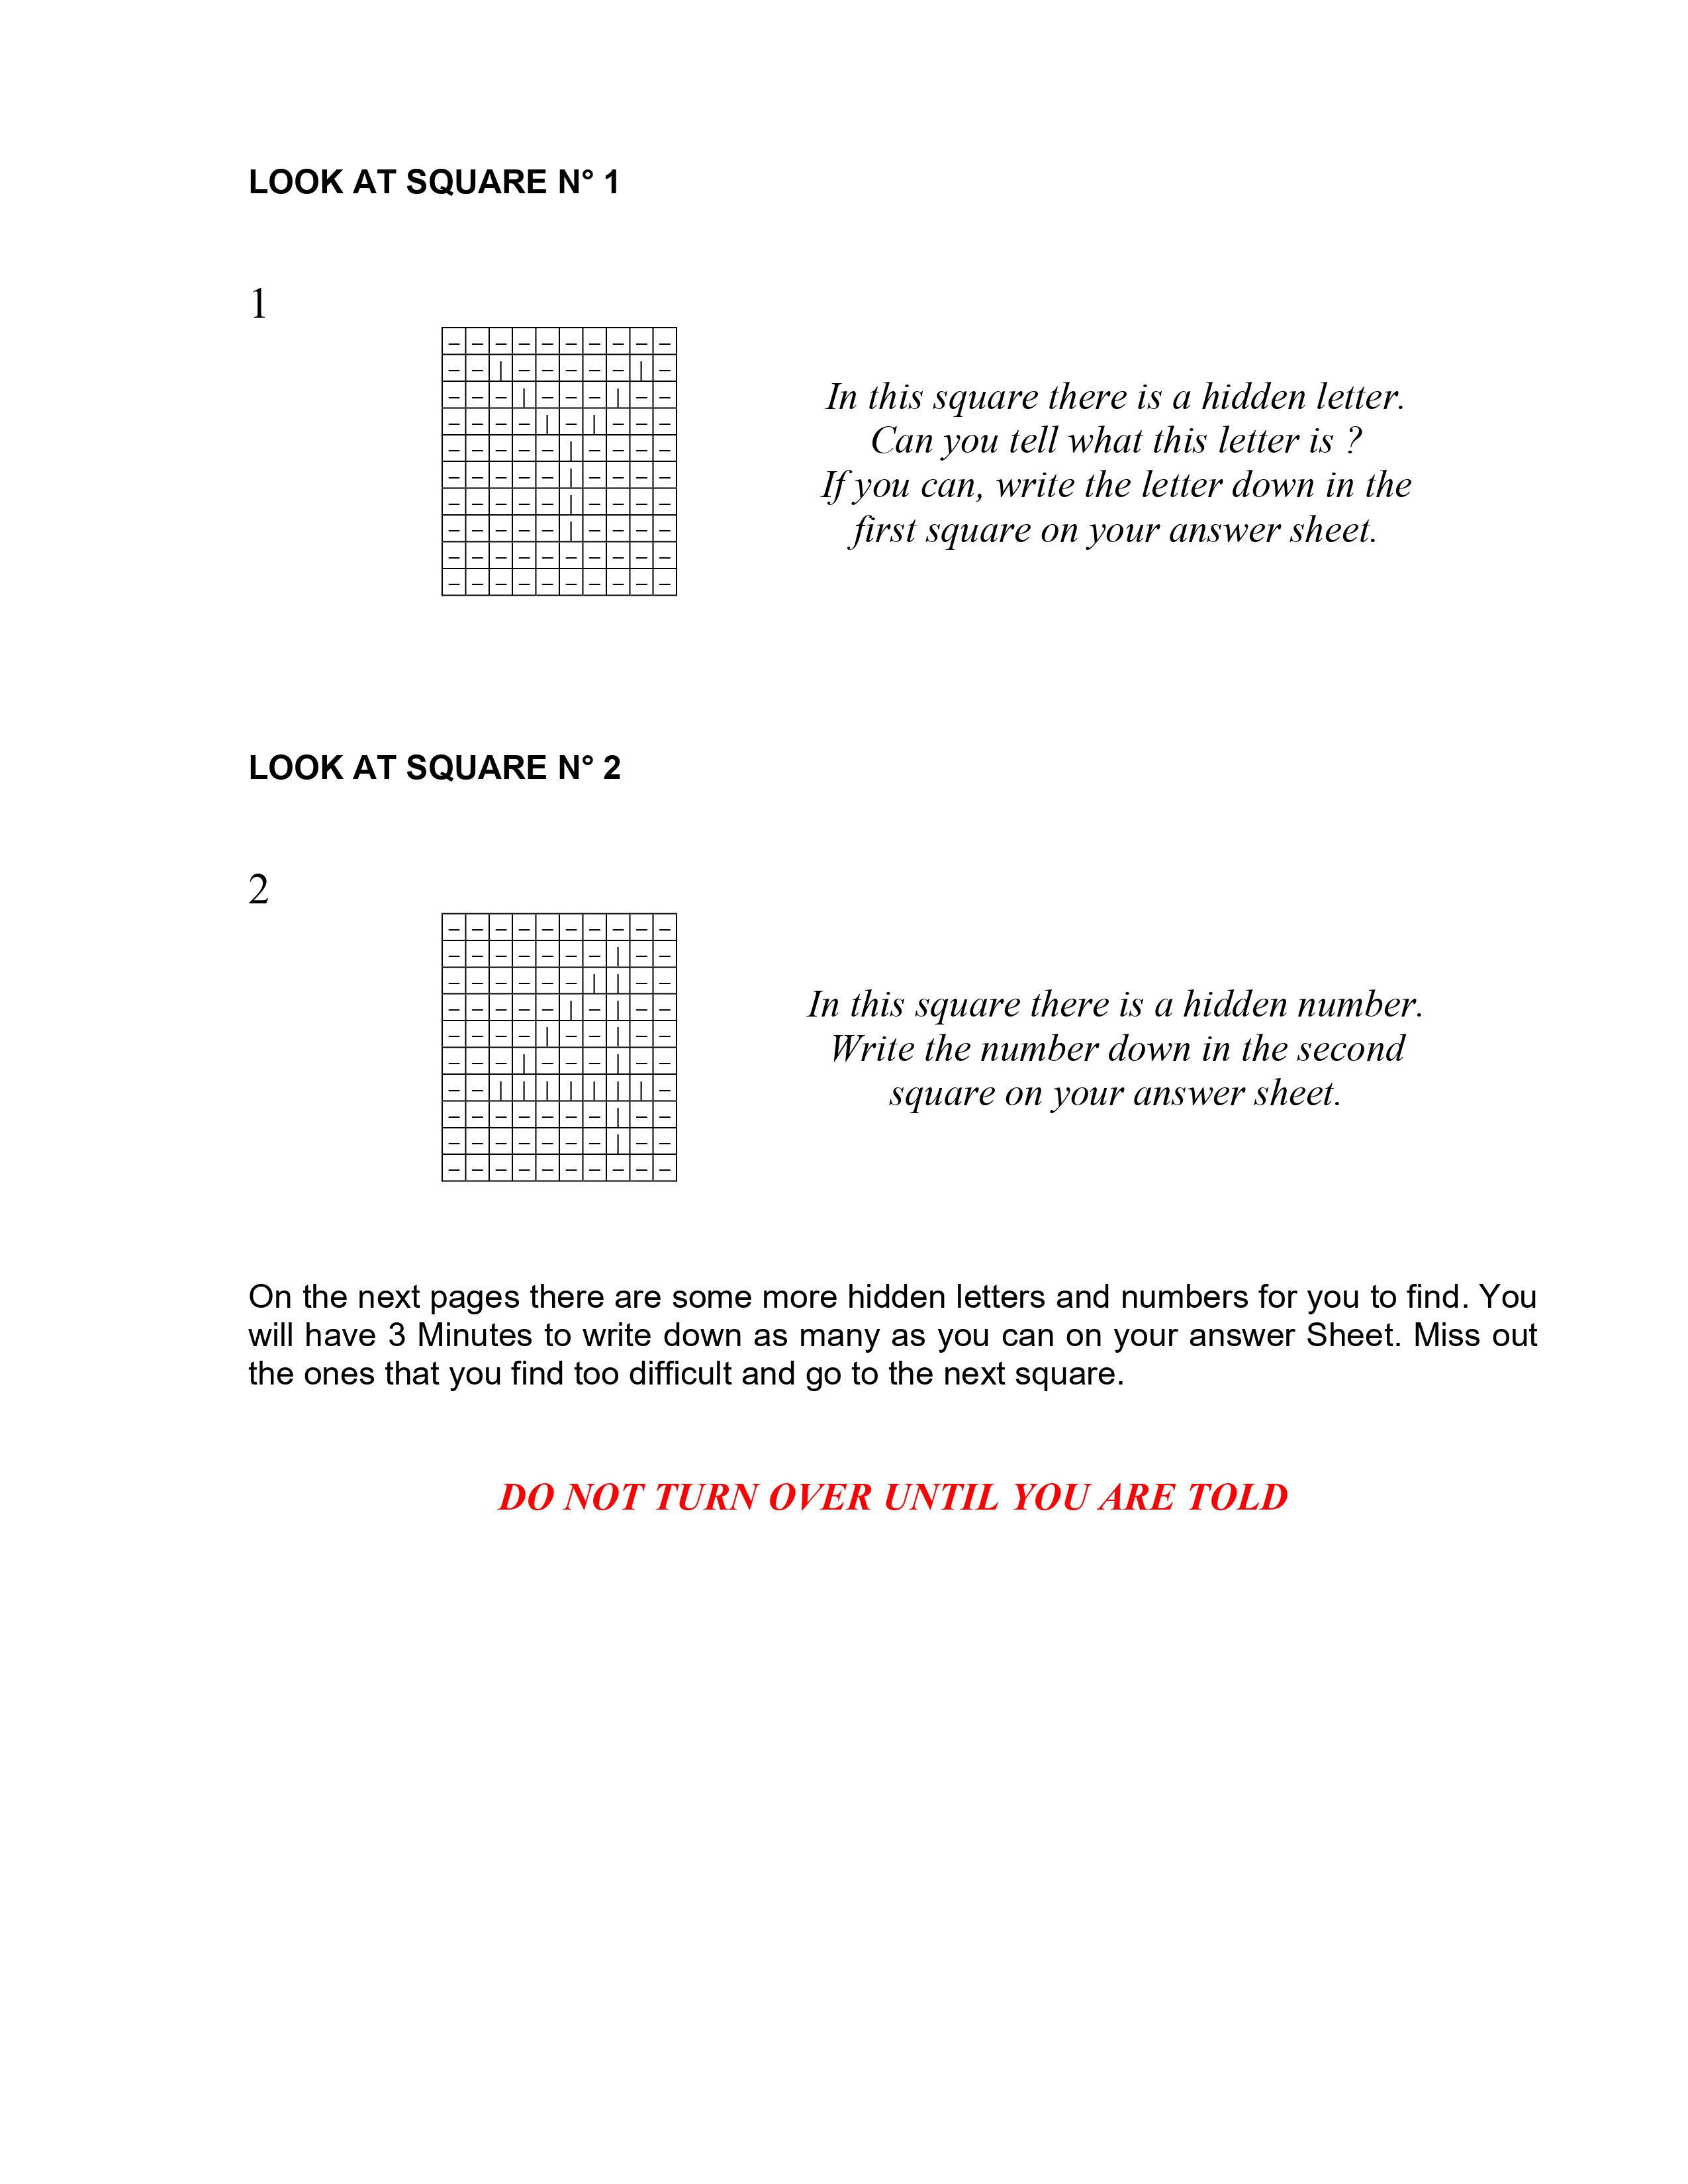 LOOK AT SQUARE N° 1
1
– – – – – – – – – –
– – | – – – – – | –
– – – | – – – | – –
– – – – | – | – – –
– – – – – | – – – –
– – – – – | – – – –
– – – – – | – – – –
– – – – – | – – – –
– – – – – – – – – –
– – – – – – – – – –
In this square there is a hidden letter.
Can you tell what this letter is ?
If you can, write the letter down in the
first square on your answer sheet.
LOOK AT SQUARE N° 2
2
– – – – – – – – – –
– – – – – – – | – –
– – – – – – | | – –
– – – – – | – | – –
– – – – | – – | – –
– – – | – – – | – –
– – | | | | | | | –
– – – – – – – | – –
– – – – – – – | – –
– – – – – – – – – –
In this square there is a hidden number.
Write the number down in the second
square on your answer sheet.
On the next pages there are some more hidden letters and numbers for you to find. You
will have 3 Minutes to write down as many as you can on your answer Sheet. Miss out
the ones that you find too difficult and go to the next square.
DO NOT TURN OVER UNTIL YOU ARE TOLD